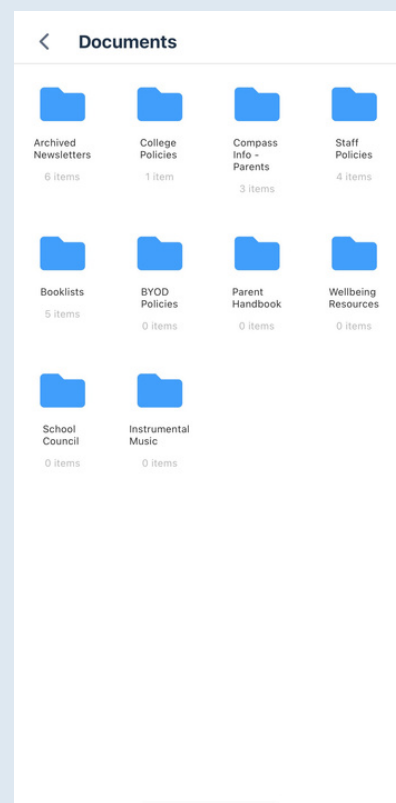 Documents
Archived
Newsletters
6 items
College
Policies
1 item
Compass
Info -
Parents
3 items
Staff
Policies
4 items
Booklists
5 items
BYOD
Policies
0 items
Parent
Handbook
0 items
Wellbeing
Resources
0 items
School
Council
0 items
Instrumental
Music
0 items